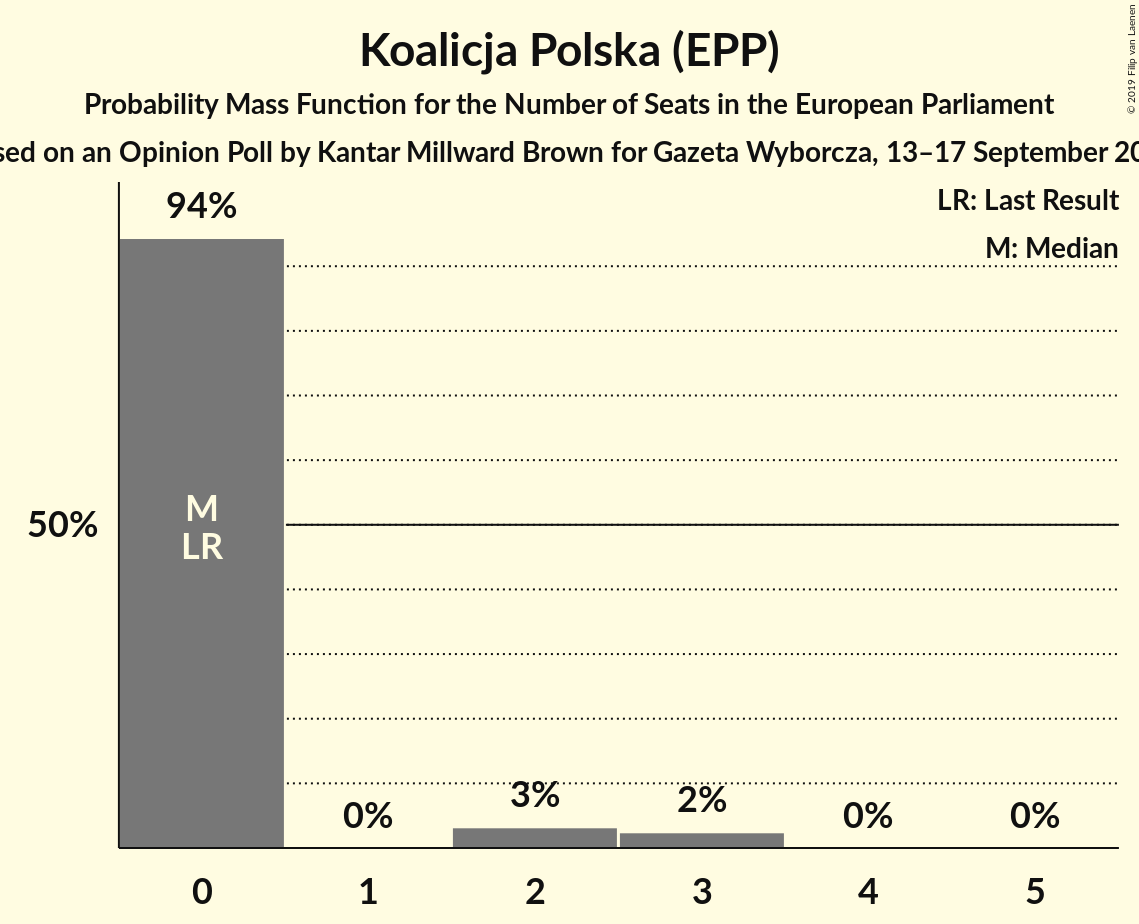 Koalicja Polska (EPP)
Probability Mass Function for the Number of Seats in the European Parliament
on an Opinion Poll by Kantar Millward Brown for Gazeta Wyborcza, 13–17 September
© 2019 Filip van Laenen
LR: Last Result
M: Median
94%
50%
M
LR
0%
3%
2%
0%
0%
0 1 2 3 4 5